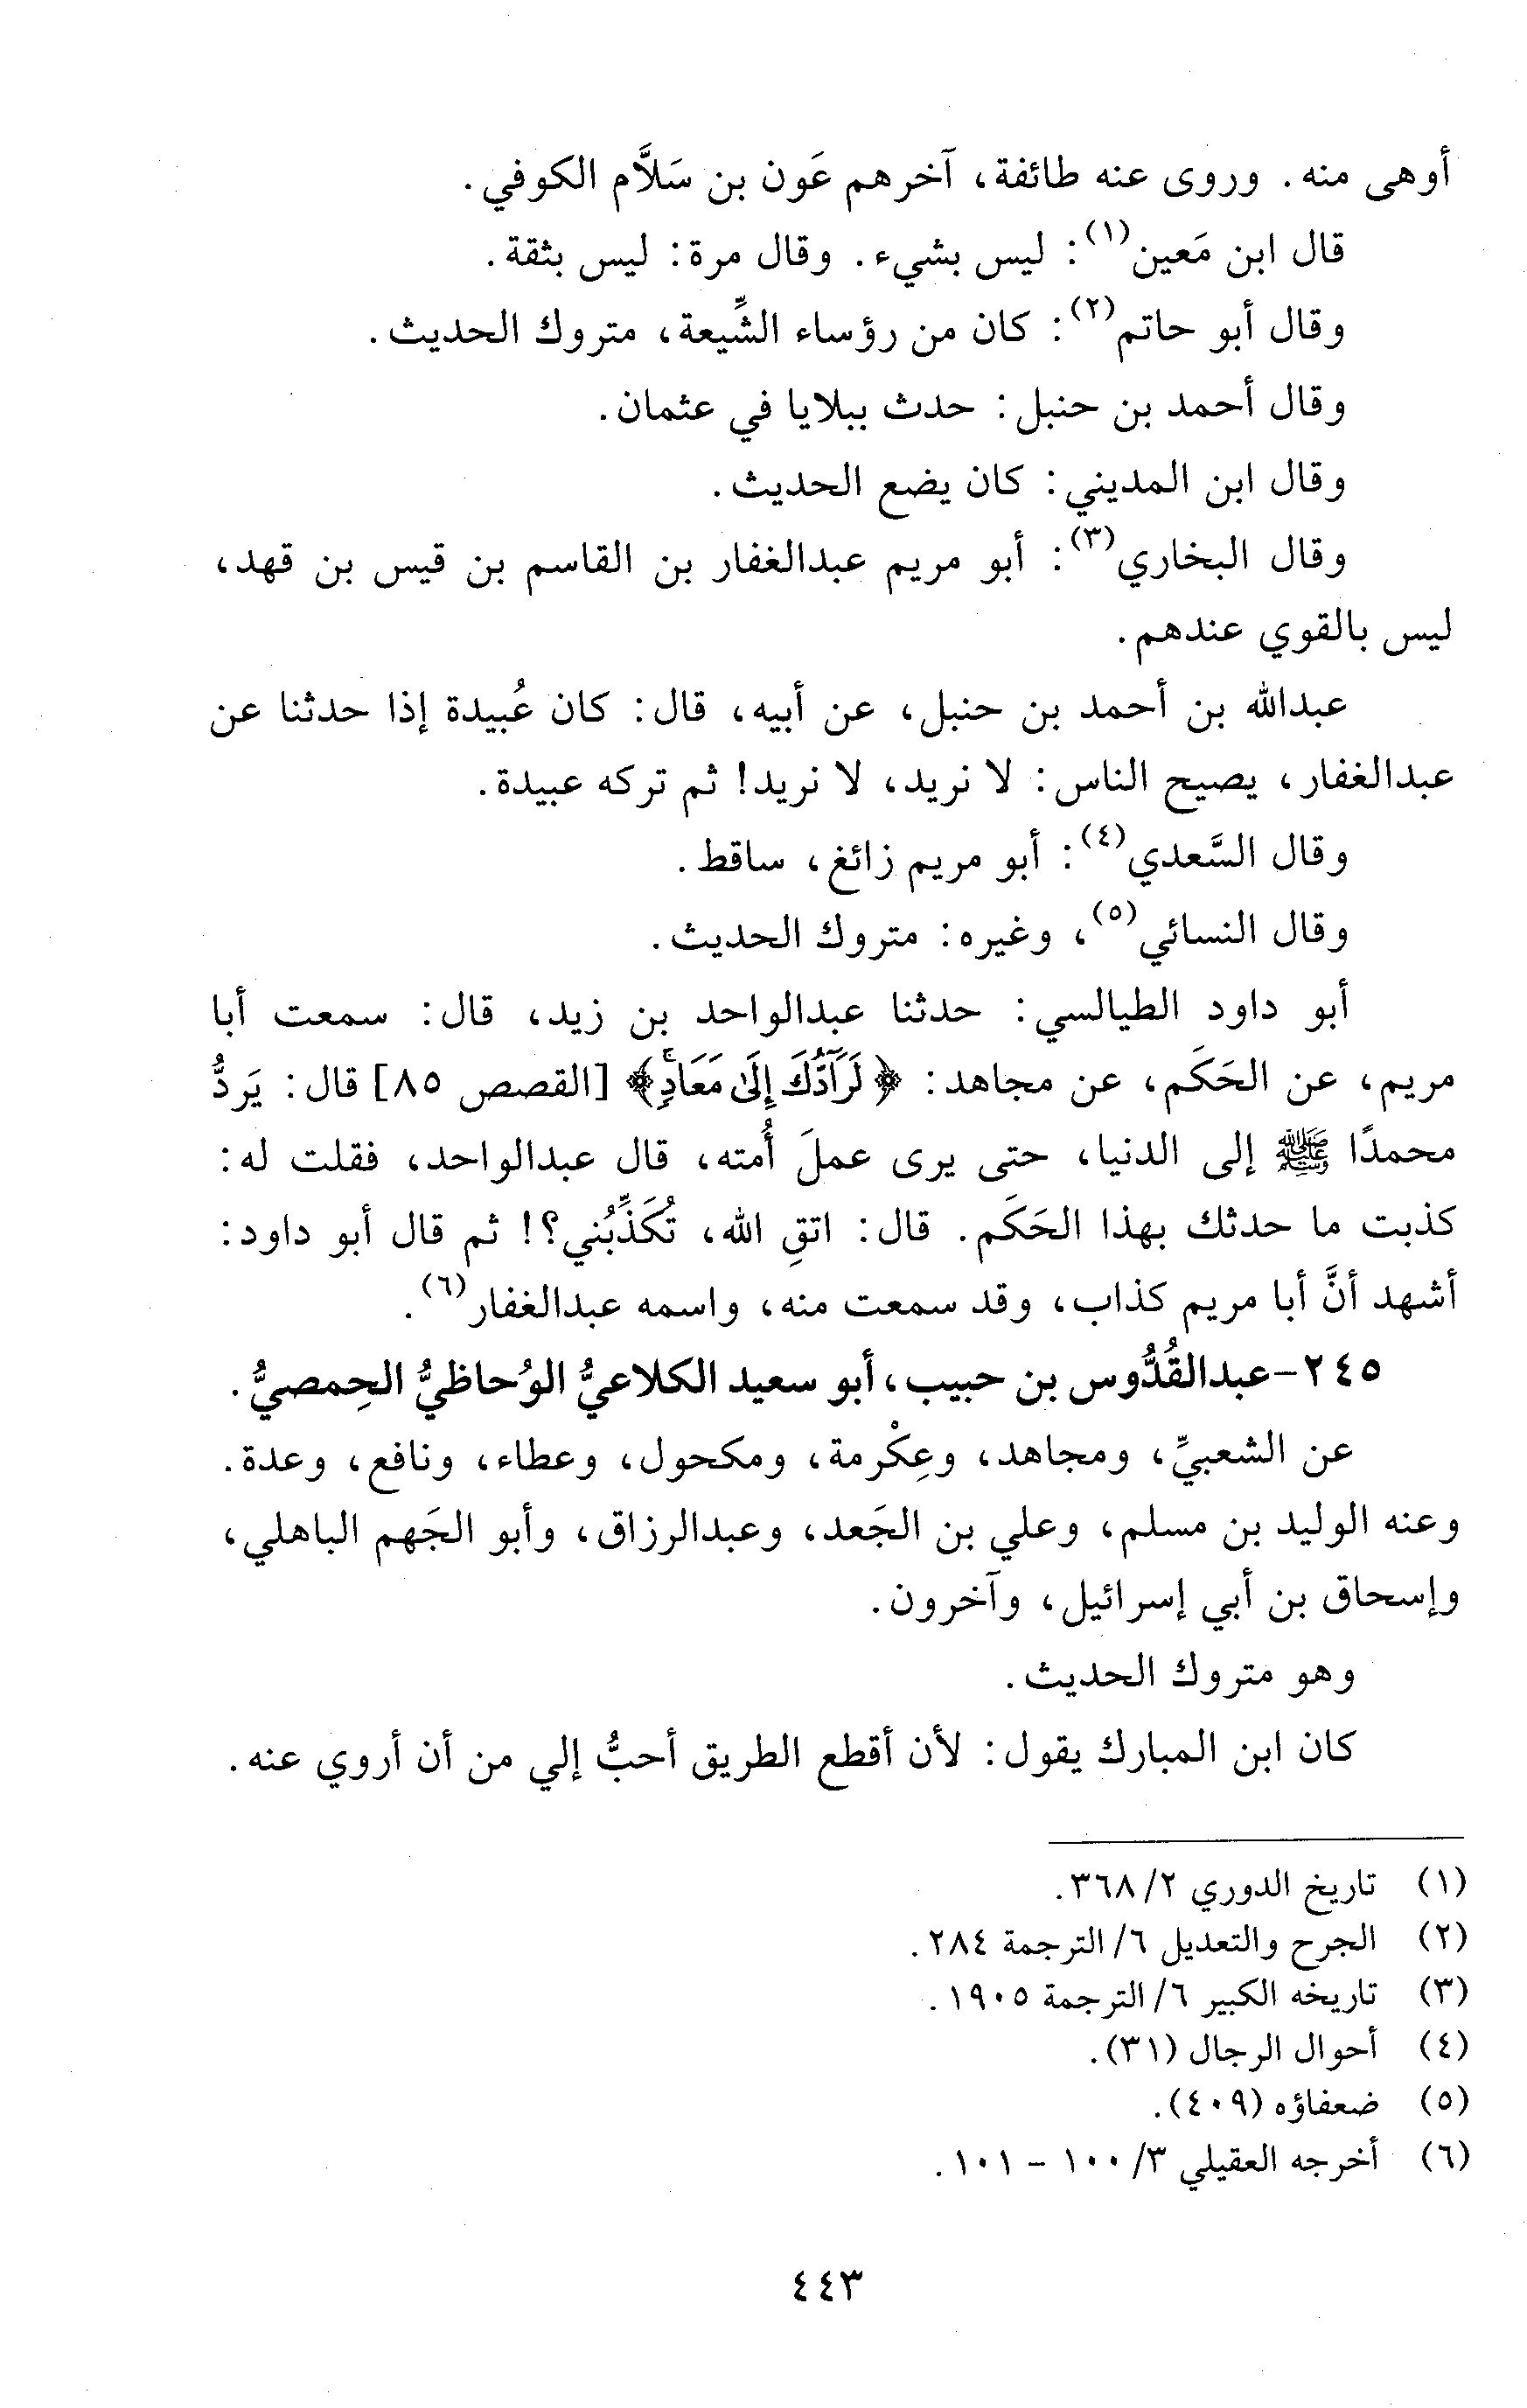 أوهى منه. وروى عنه طائفة، آخرهم عَون بن سَلاَّم الكوفي.
قال ابن مَعين(١): ليس بشيء. وقال مرة: ليس بثقة.
وقال أبو حاتم(٢): كان من رؤساء الشِّيعة، متروك الحديث.
وقال أحمد بن حنبل: حدث ببلايا في عثمان.
وقال ابن المديني: كان يضع الحديث.
وقال البخاري(٣): أبو مريم عبدالغفار بن القاسم بن قيس بن قهد،
ليس بالقوي عندهم.
عبدالله بن أحمد بن حنبل، عن أبيه، قال: كان عُبيدة إذا حدثنا عن
عبدالغفار، يصيح الناس: لا نريد، لا نريد! ثم تركه عبيدة.
وقال السَّعدي(٤): أبو مريم زائغ، ساقط.
وقال النسائي(٥)، وغيره: متروك الحديث.
أبو داود الطيالسي: حدثنا عبدالواحد بن زيد، قال: سمعت أبا
مريم، عن الحَكَم، عن مجاهد: ﴿لَرَآدُّكَ إِلَىٰ مَعَادٍ﴾ [القصص ٨٥] قال: يَردُّ
محمدًا ﷺ إلى الدنيا، حتى يرى عملَ أُمته، قال عبدالواحد، فقلت له:
كذبت ما حدثك بهذا الحَكَم. قال: اتقِ الله، تُكَذِّبُني؟! ثم قال أبو داود:
أشهد أنَّ أبا مريم كذاب، وقد سمعت منه، واسمه عبدالغفار(٦).
٢٤٥-عبدالقُدُّوس بن حبيب، أبو سعيد الكلاعيُّ الوُحاظيُّ الحِمصيُّ.
عن الشعبيِّ، ومجاهد، وعِكْرمة، ومكحول، وعطاء، ونافع، وعدة.
وعنه الوليد بن مسلم، وعلي بن الجَعد، وعبدالرزاق، وأبو الجَهم الباهلي،
وإسحاق بن أبي إسرائيل، وآخرون.
وهو متروك الحديث.
كان ابن المبارك يقول: لأن أقطع الطريق أحبُّ إلي من أن أروي عنه.
(١) تاريخ الدوري ٢/ ٣٦٨.
(٢) الجرح والتعديل ٦/ الترجمة ٢٨٤.
(٣) تاريخه الكبير ٦/ الترجمة ١٩٠٥.
(٤) أحوال الرجال (٣١).
(٥) ضعفاؤه (٤٠٩).
(٦) أخرجه العقيلي ٣/ ١٠٠ - ١٠١.
٤٤٣